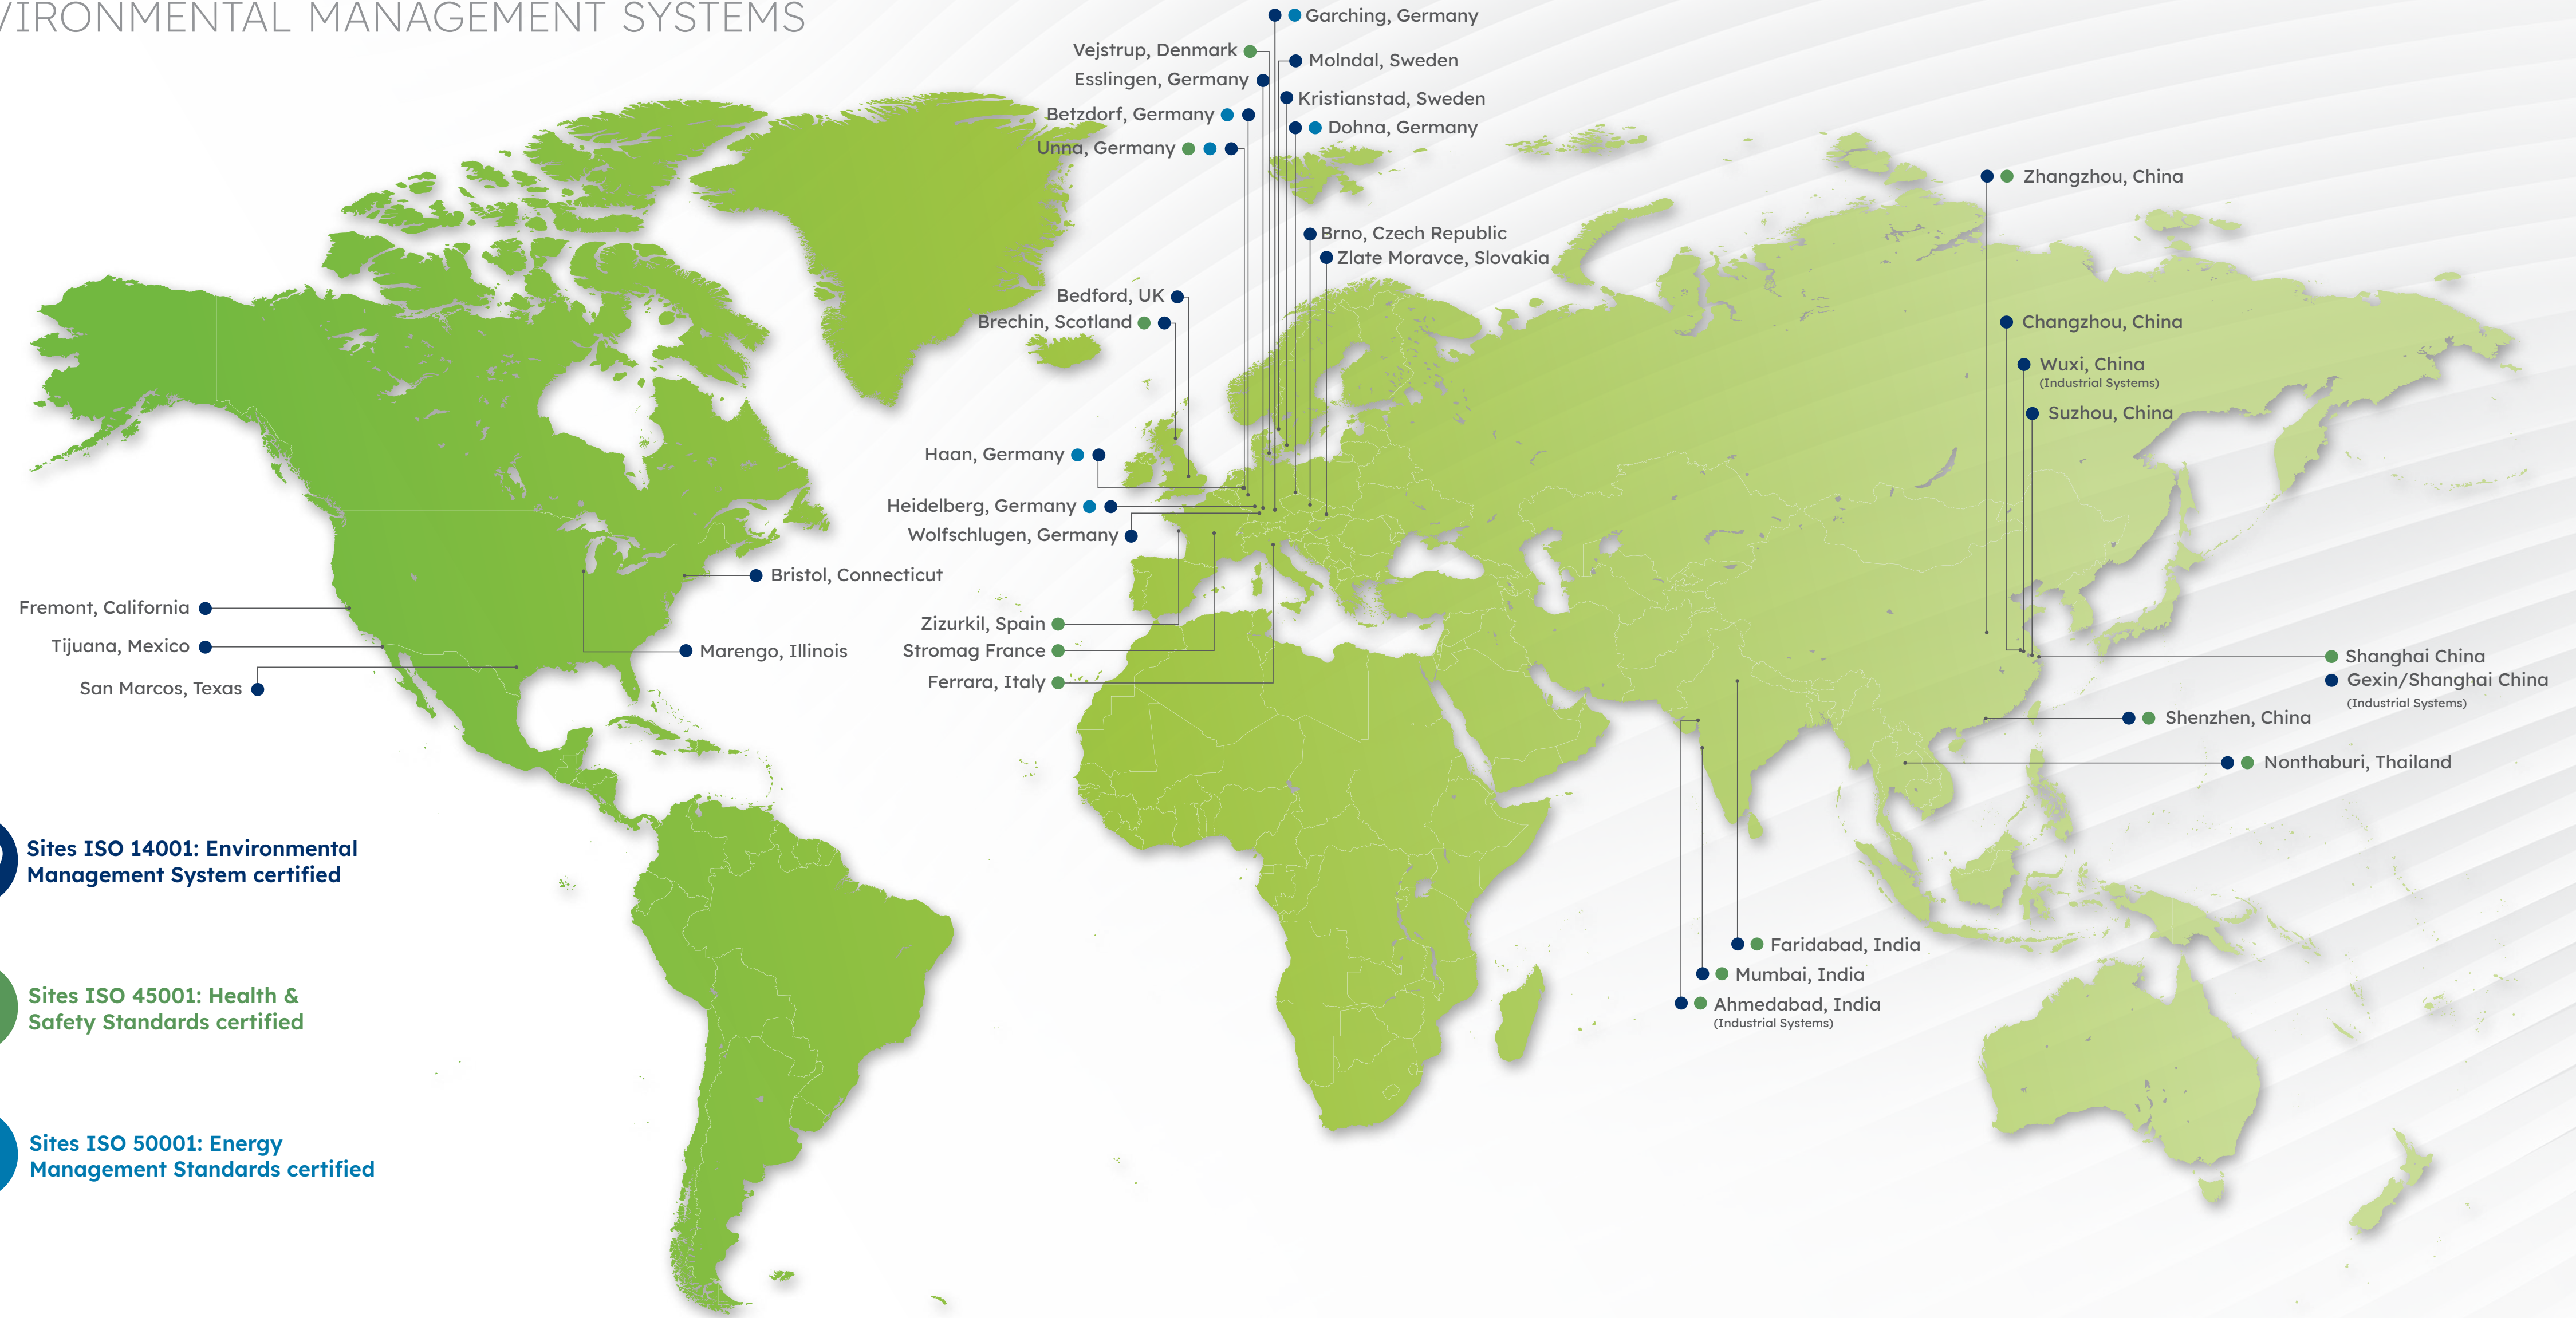 VIRONMENTAL MANAGEMENT SYSTEMS
Garching, Germany
Vejstrup, Denmark
Molndal, Sweden
Esslingen, Germany
Kristianstad, Sweden
Betzdorf, Germany
Dohna, Germany
Unna, Germany
Zhangzhou, China
Brno, Czech Republic
Zlate Moravce, Slovakia
Bedford, UK
Brechin, Scotland
Changzhou, China
Wuxi, China
(Industrial Systems)
Suzhou, China
Haan, Germany
Heidelberg, Germany
Wolfschlugen, Germany
Bristol, Connecticut
Fremont, California
Zizurkil, Spain
Tijuana, Mexico
Marengo, Illinois
Stromag France
Shanghai China
Gexin/Shanghai China
(Industrial Systems)
San Marcos, Texas
Ferrara, Italy
Shenzhen, China
Nonthaburi, Thailand
Sites ISO 14001: Environmental
Management System certified
Faridabad, India
Mumbai, India
Ahmedabad, India
(Industrial Systems)
Sites ISO 45001: Health &
Safety Standards certified
Sites ISO 50001: Energy
Management Standards certified